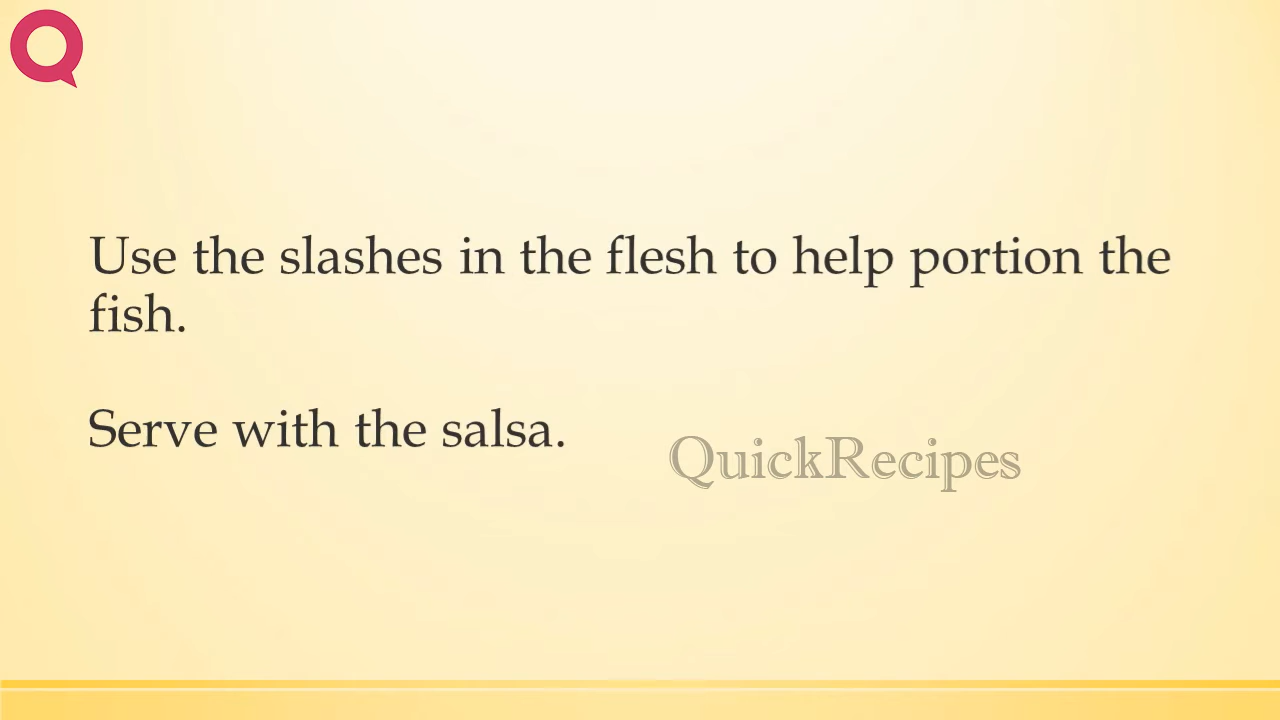 Use the slashes in the flesh to help portion the
fish.
Serve with the salsa.
QuickRecipes